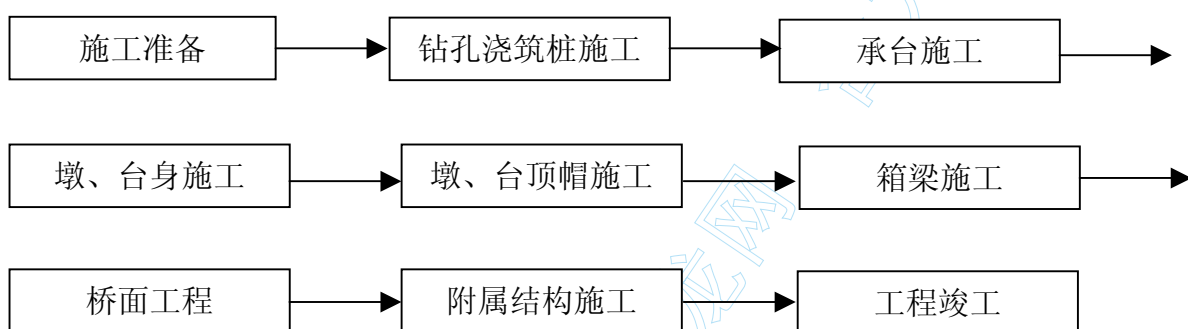 施工准备 钻孔浇筑桩施工 承台施工
墩、台身施工 墩、台顶帽施工 箱梁施工
桥面工程 附属结构施工 工程竣工
龙网